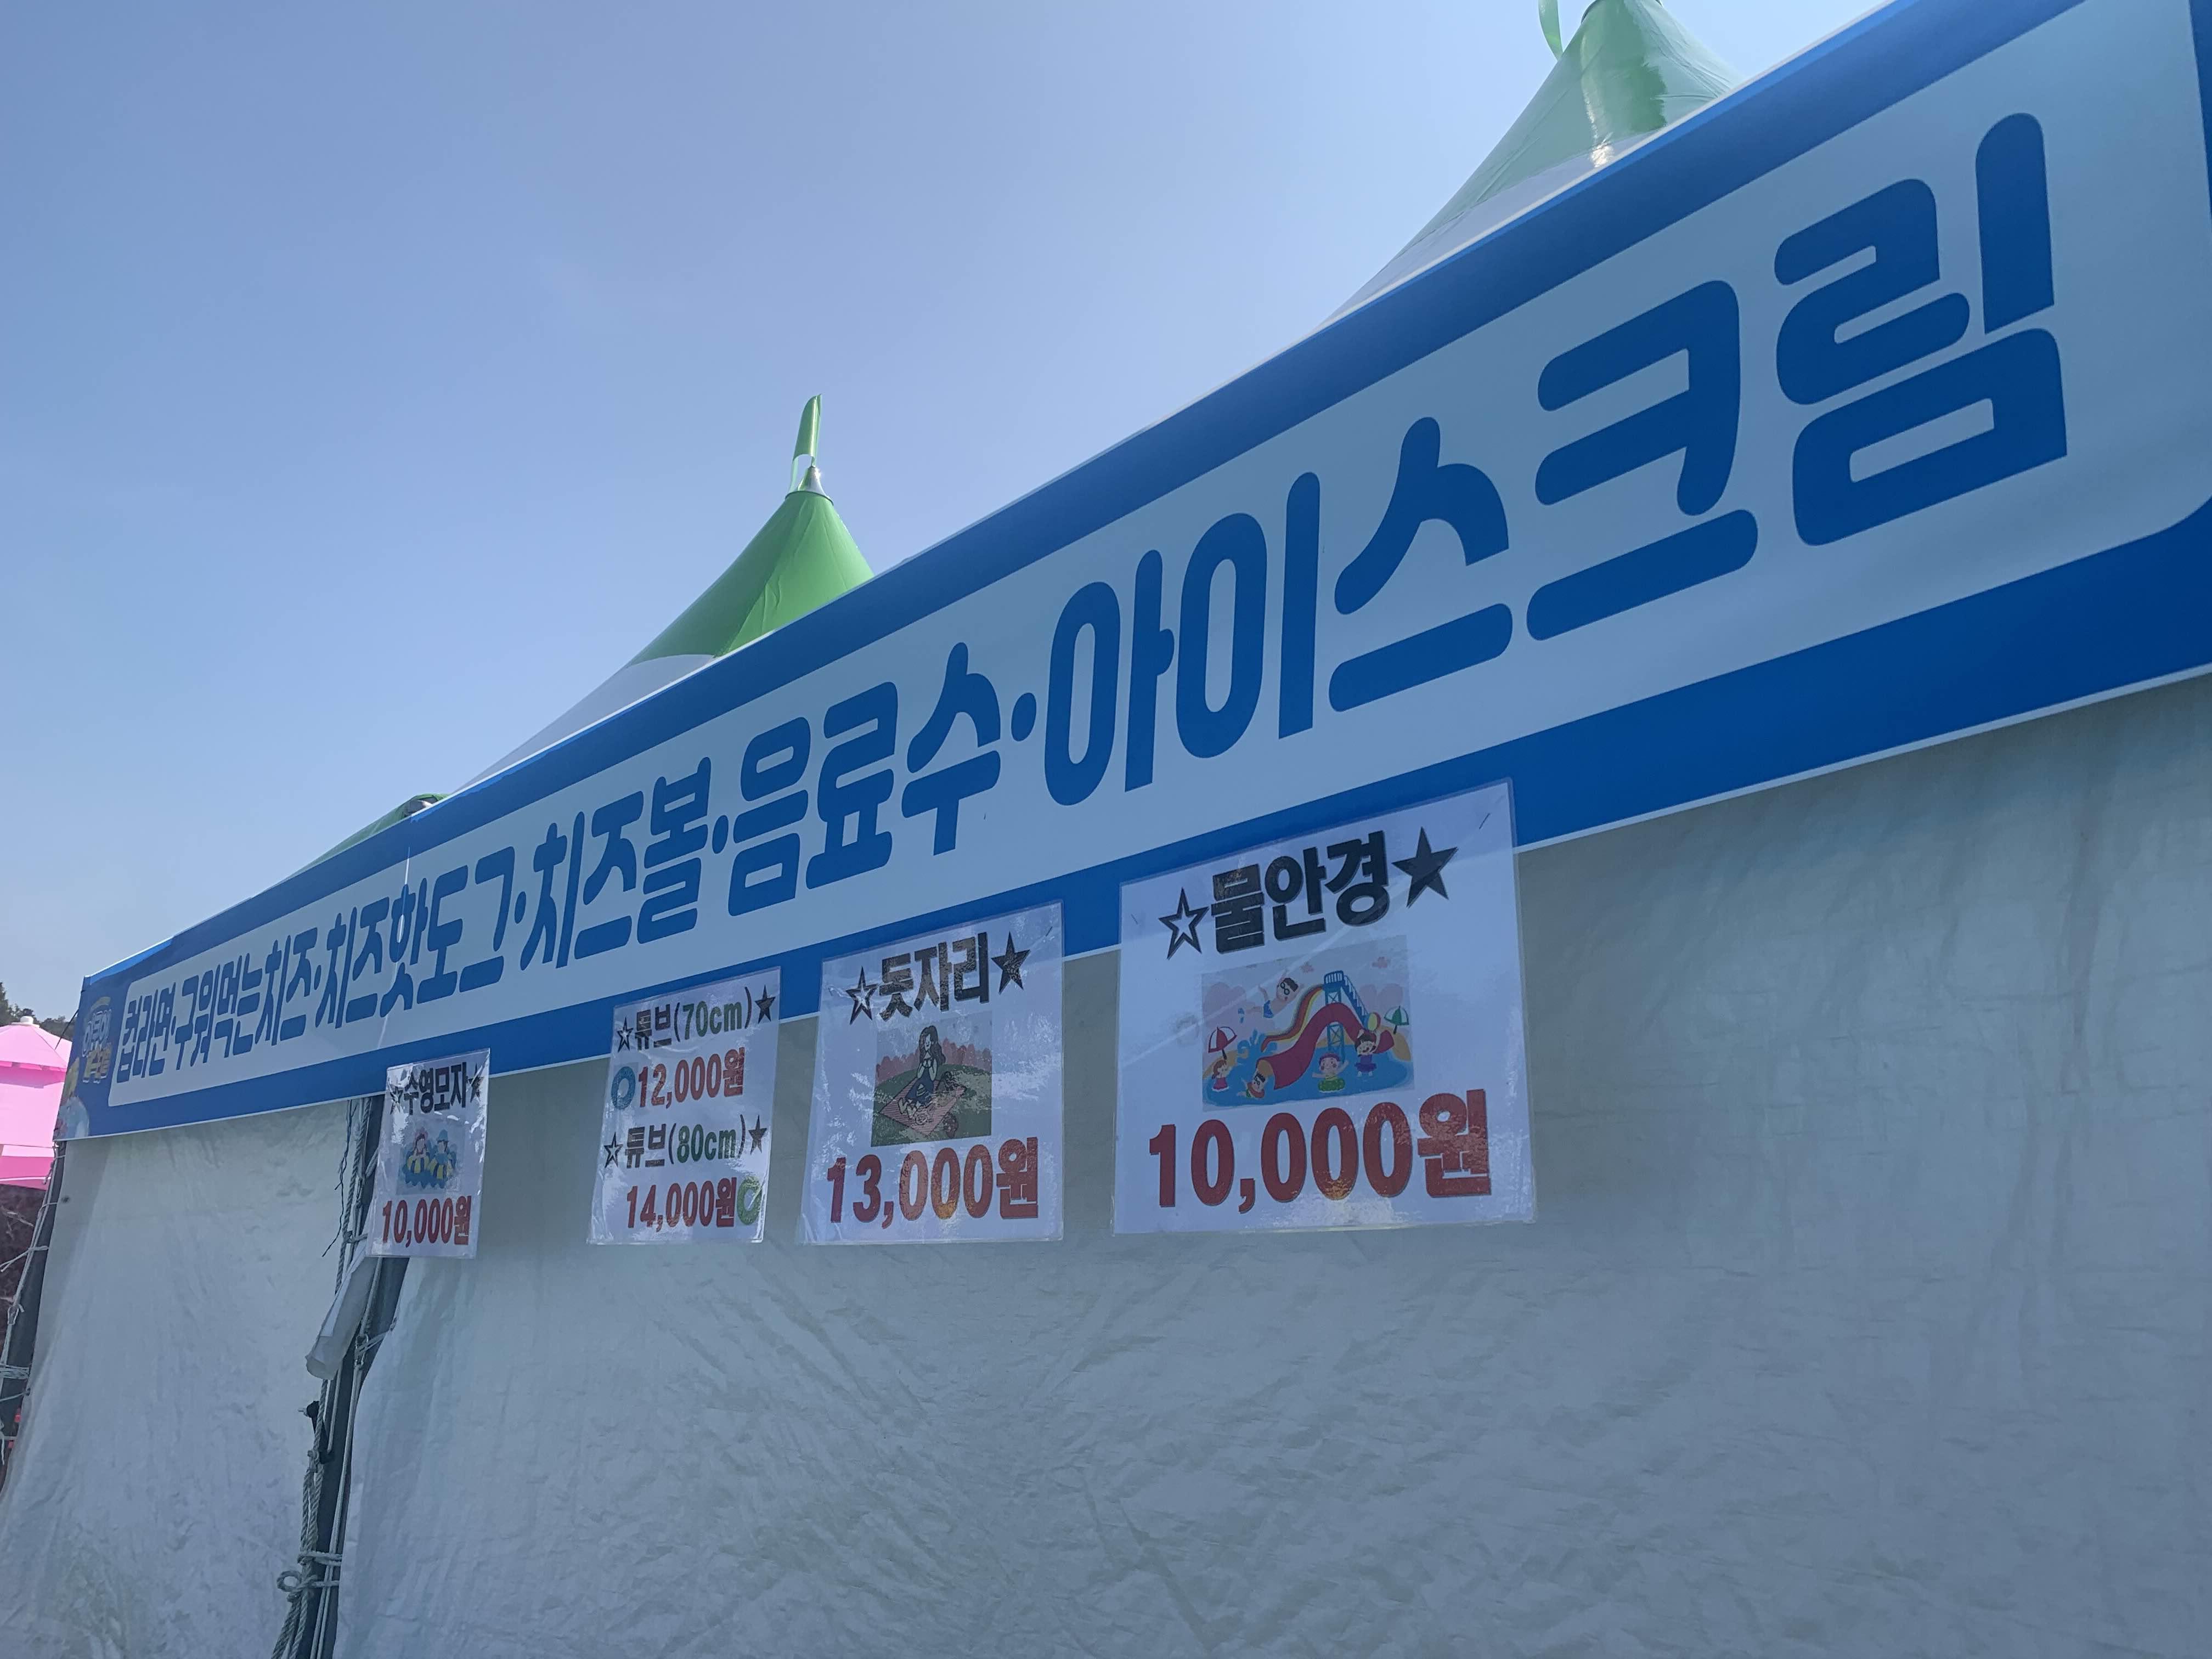 컵라면·구워먹는치즈·치즈핫도그·치즈볼·음료수·아이스크림
☆수영모자★
10,000원
☆튜브(70cm)★
12,000원
☆튜브(80cm)★
14,000원
☆돗자리★
13,000원
☆물안경★
10,000원